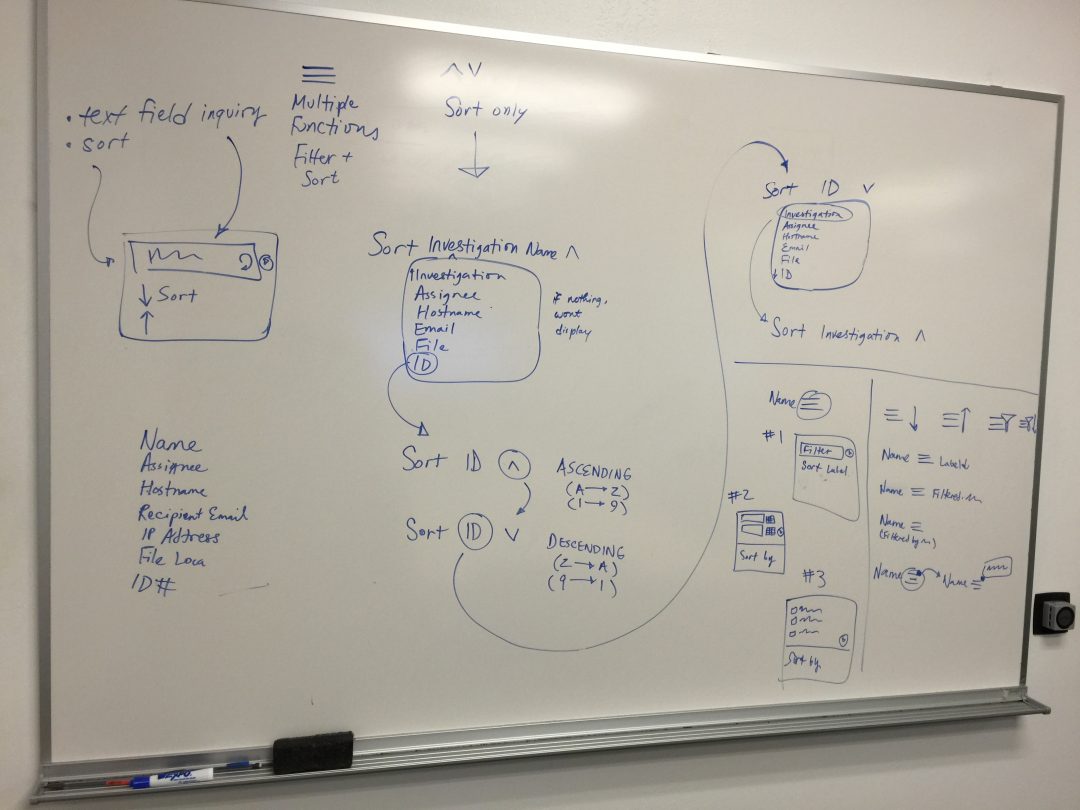 • text field inquiry
• sort
Sort
Multiple
Functions
Filter +
Sort
Sort only
Sort Investigation Name ^
Investigation
Assignee
Hostname
Email
File
ID
if nothing,
wont
display
Sort ID ^
ASCENDING
(A → Z)
(1 → 9)
Sort ID v
DESCENDING
(Z → A)
(9 → 1)
Name
Assignee
Hostname
Recipient Email
IP Address
File Loca
ID#
Sort ID v
Investigation
Assignee
Hostname
Email
File
ID
Sort Investigation ^
Name
#1
Filter
Sort Label
#2
Sort by
#3
Sort by
Name
Name Filtered:
Name
(Filtered by
Name
Name
EXPO